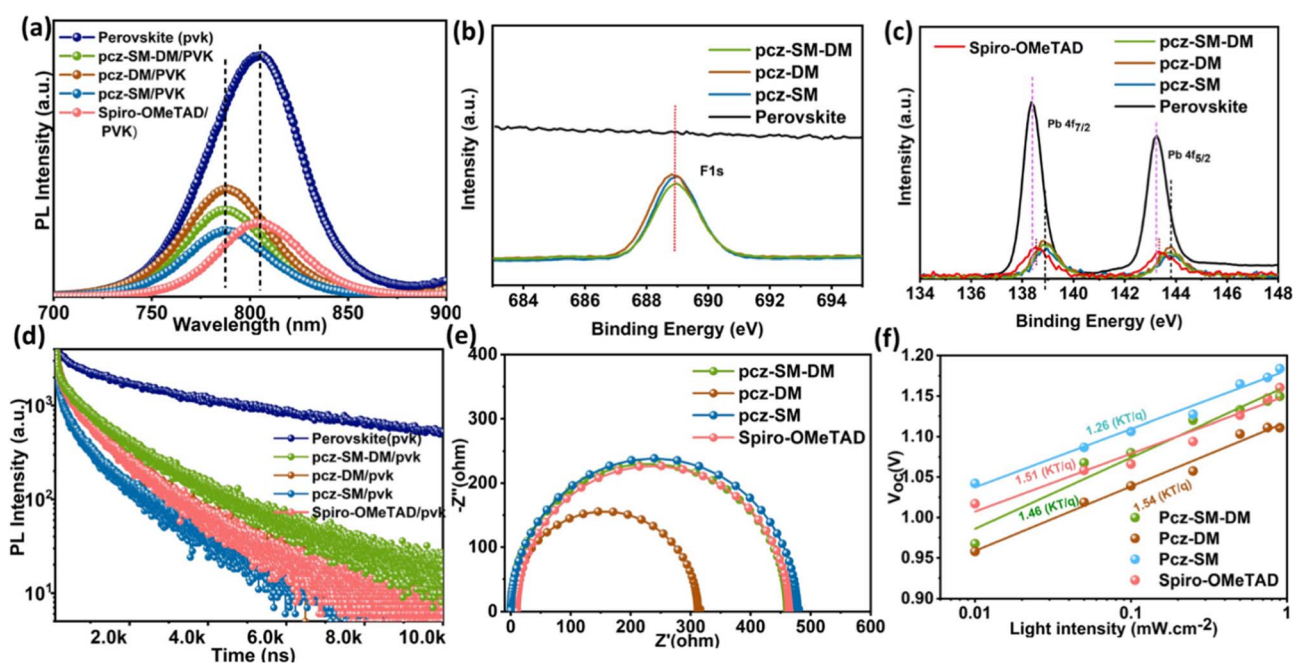 (a)
Perovskite (pvk)
pcz-SM-DM/PVK
pcz-DM/PVK
pcz-SM/PVK
Spiro-OMeTAD/
PVK)
PL Intensity (a.u.)
700 750 800 850 900
Wavelength (nm)
(b)
pcz-SM-DM
pcz-DM
pcz-SM
Perovskite
F1s
Intensity (a.u.)
684 686 688 690 692 694
Binding Energy (eV)
(c)
Spiro-OMeTAD
pcz-SM-DM
pcz-DM
pcz-SM
Perovskite
Pb 4f7/2
Pb 4f5/2
Intensity (a.u.)
134 136 138 140 142 144 146 148
Binding Energy (eV)
(d)
10³
10²
10¹
PL Intensity (a.u.)
Perovskite(pvk)
pcz-SM-DM/pvk
pcz-DM/pvk
pcz-SM/pvk
Spiro-OMeTAD/pvk
2.0k 4.0k 6.0k 8.0k 10.0k
Time (ns)
(e)
400
300
200
100
0
-Z''(ohm)
pcz-SM-DM
pcz-DM
pcz-SM
Spiro-OMeTAD
0 100 200 300 400 500 600
Z'(ohm)
(f)
1.20
1.15
1.10
1.05
1.00
0.95
0.90
Voc(V)
1.26 (KT/q)
1.51 (KT/q)
1.46 (KT/q)
1.54 (KT/q)
Pcz-SM-DM
Pcz-DM
Pcz-SM
Spiro-OMeTAD
0.01 0.1 1
Light intensity (mW.cm-2)